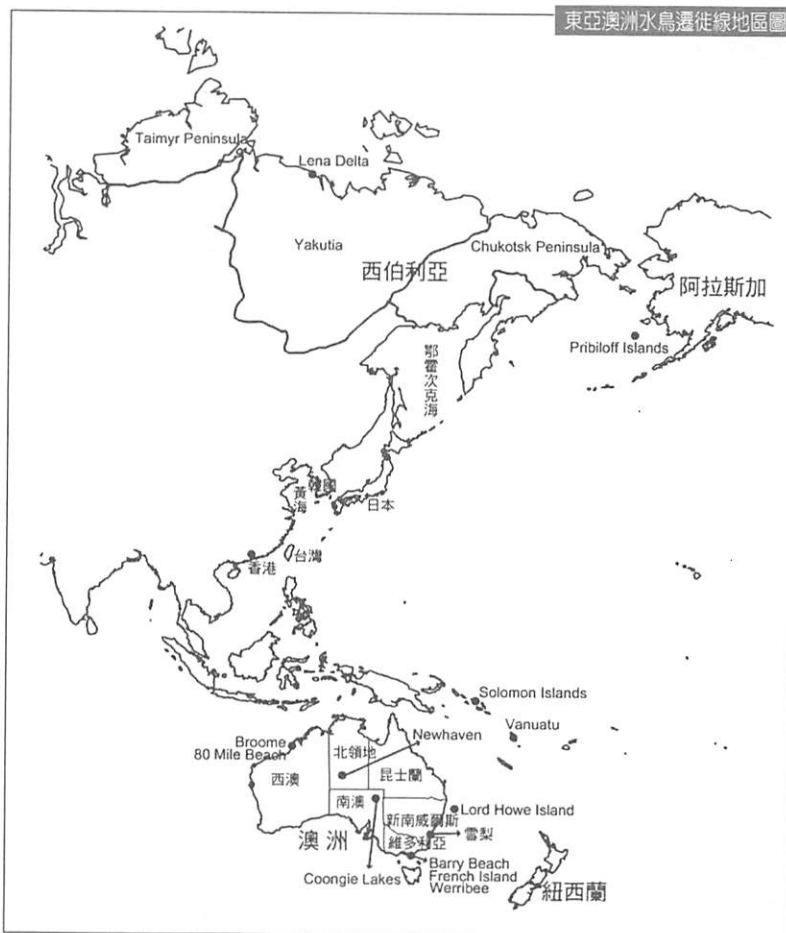 東亞澳洲水鳥遷徙線地區圖
Taimyr Peninsula
Lena Delta
Yakutia
Chukotsk Peninsula
西伯利亞
阿拉斯加
Pribiloff Islands
鄂霍次克海
韓國
黃海
日本
台灣
香港
Solomon Islands
Vanuatu
Newhaven
Broome
80 Mile Beach
北領地
西澳
昆士蘭
南澳
Lord Howe Island
新南威爾斯
雪梨
澳洲
維多利亞
Barry Beach
French Island
Werribee
Coongie Lakes
紐西蘭